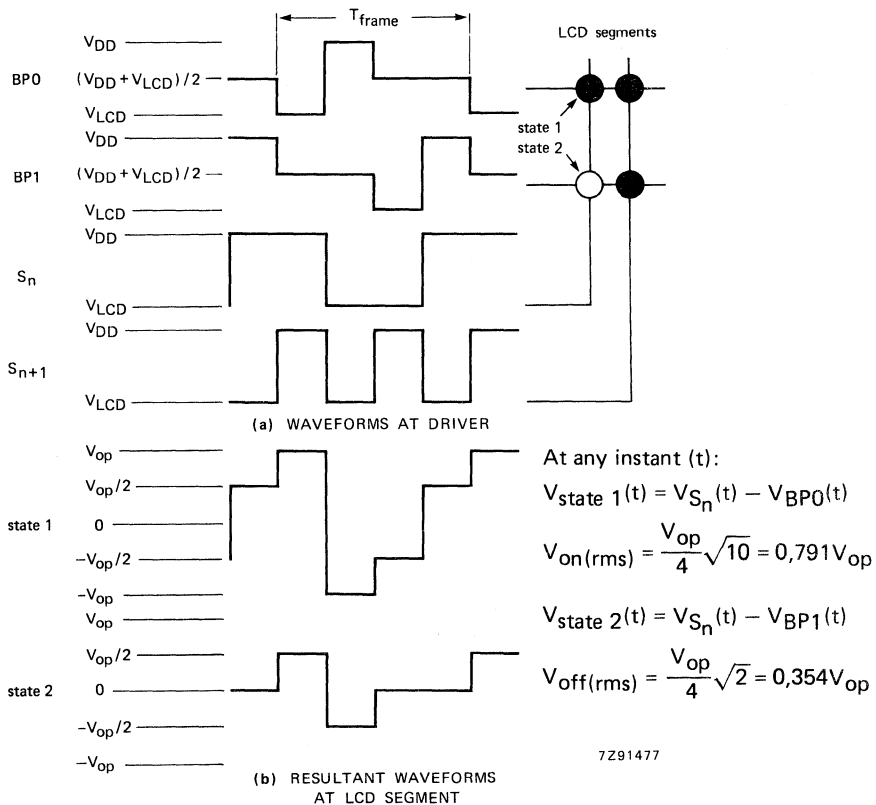 T_frame
LCD segments
BP0
V_DD
(V_DD + V_LCD)/2
V_LCD
state 1
state 2
BP1
V_DD
(V_DD + V_LCD)/2
V_LCD
S_n
V_DD
V_LCD
S_n+1
V_DD
V_LCD
(a) WAVEFORMS AT DRIVER
state 1
V_op
V_op/2
0
−V_op/2
−V_op
state 2
V_op
V_op/2
0
−V_op/2
−V_op
(b) RESULTANT WAVEFORMS
AT LCD SEGMENT
At any instant (t):
V_state 1(t) = V_S_n(t) − V_BP0(t)
V_on(rms) = V_op/4 √10 = 0,791V_op
V_state 2(t) = V_S_n(t) − V_BP1(t)
V_off(rms) = V_op/4 √2 = 0,354V_op
7Z91477